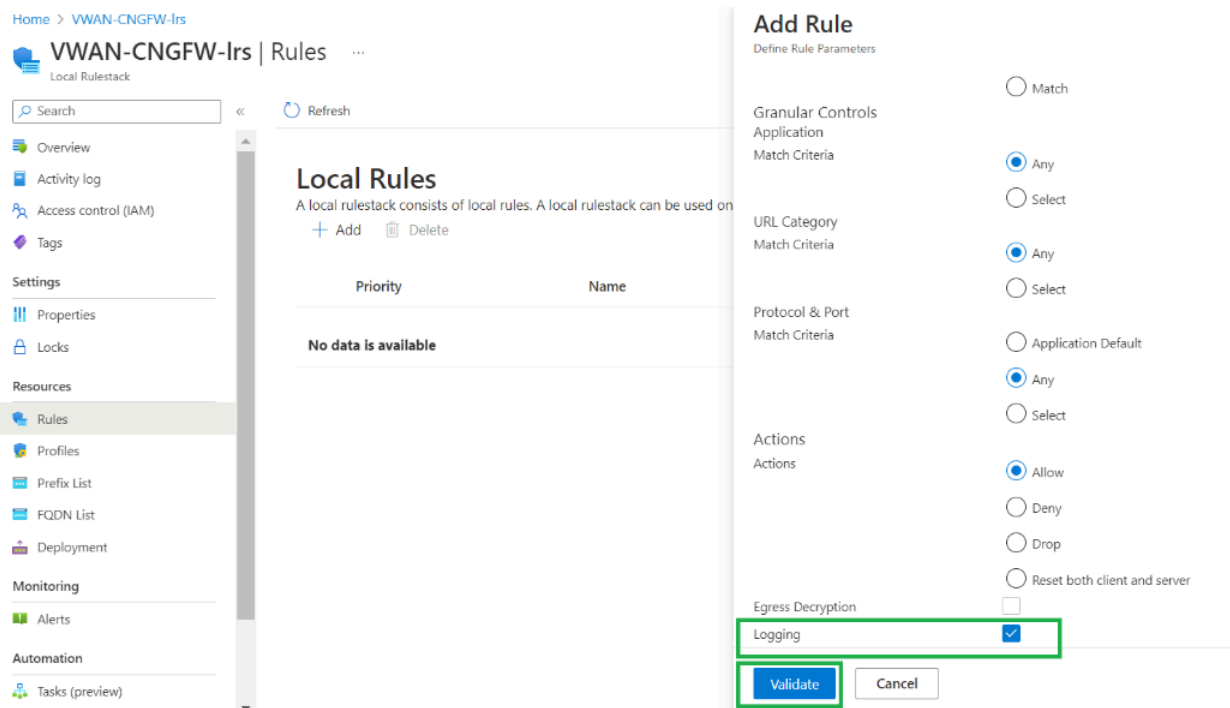 Home > VWAN-CNGFW-lrs
VWAN-CNGFW-lrs | Rules ...
Local Rulestack
Search
«
Overview
Activity log
Access control (IAM)
Tags
Settings
Properties
Locks
Resources
Rules
Profiles
Prefix List
FQDN List
Deployment
Monitoring
Alerts
Automation
Tasks (preview)
Refresh
Local Rules
A local rulestack consists of local rules. A local rulestack can be used on
+ Add Delete
Priority Name
No data is available
Add Rule
Define Rule Parameters
Match
Granular Controls
Application
Match Criteria
Any
Select
URL Category
Match Criteria
Any
Select
Protocol & Port
Match Criteria
Application Default
Any
Select
Actions
Actions
Allow
Deny
Drop
Reset both client and server
Egress Decryption
Logging
Validate Cancel